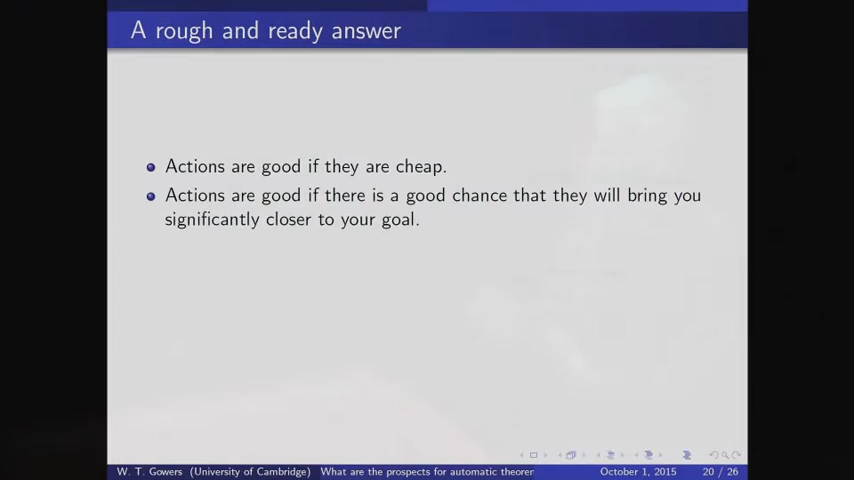 A rough and ready answer
Actions are good if they are cheap.
Actions are good if there is a good chance that they will bring you
significantly closer to your goal.
W. T. Gowers (University of Cambridge) What are the prospects for automatic theorer October 1, 2015 20 / 26